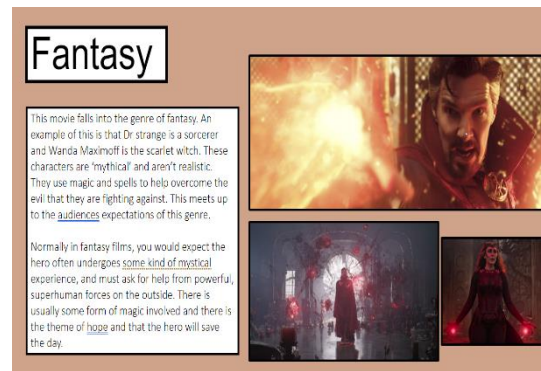 Fantasy
This movie falls into the genre of fantasy. An
example of this is that Dr strange is a sorcerer
and Wanda Maximoff is the scarlet witch. These
characters are ‘mythical’ and aren’t realistic.
They use magic and spells to help overcome the
evil that they are fighting against. This meets up
to the audiences expectations of this genre.
Normally in fantasy films, you would expect the
hero often undergoes some kind of mystical
experience, and must ask for help from powerful,
superhuman forces on the outside. There is
usually some form of magic involved and there is
the theme of hope and that the hero will save
the day.